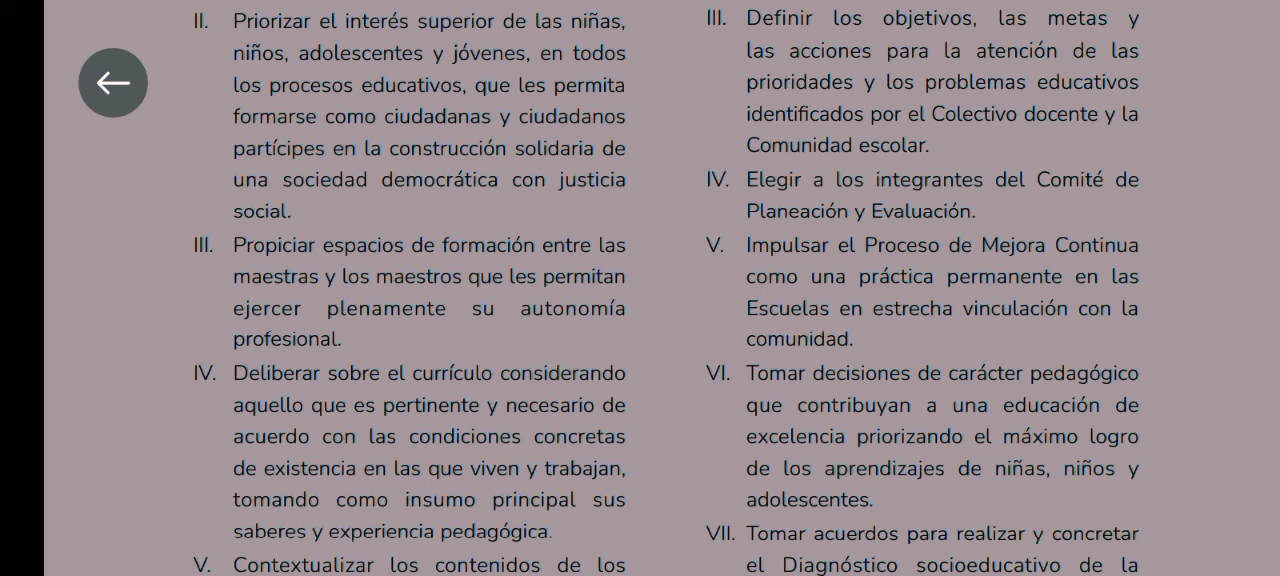 II. Priorizar el interés superior de las niñas,
niños, adolescentes y jóvenes, en todos
los procesos educativos, que les permita
formarse como ciudadanas y ciudadanos
partícipes en la construcción solidaria de
una sociedad democrática con justicia
social.
III. Propiciar espacios de formación entre las
maestras y los maestros que les permitan
ejercer plenamente su autonomía
profesional.
IV. Deliberar sobre el currículo considerando
aquello que es pertinente y necesario de
acuerdo con las condiciones concretas
de existencia en las que viven y trabajan,
tomando como insumo principal sus
saberes y experiencia pedagógica.
V. Contextualizar los contenidos de los
III. Definir los objetivos, las metas y
las acciones para la atención de las
prioridades y los problemas educativos
identificados por el Colectivo docente y la
Comunidad escolar.
IV. Elegir a los integrantes del Comité de
Planeación y Evaluación.
V. Impulsar el Proceso de Mejora Continua
como una práctica permanente en las
Escuelas en estrecha vinculación con la
comunidad.
VI. Tomar decisiones de carácter pedagógico
que contribuyan a una educación de
excelencia priorizando el máximo logro
de los aprendizajes de niñas, niños y
adolescentes.
VII. Tomar acuerdos para realizar y concretar
el Diagnóstico socioeducativo de la